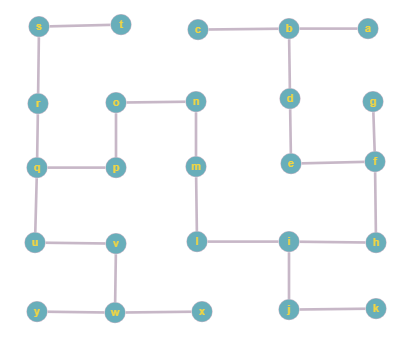 s t c b a
r o n d g
q p m e f
u v l i h
y w x j k